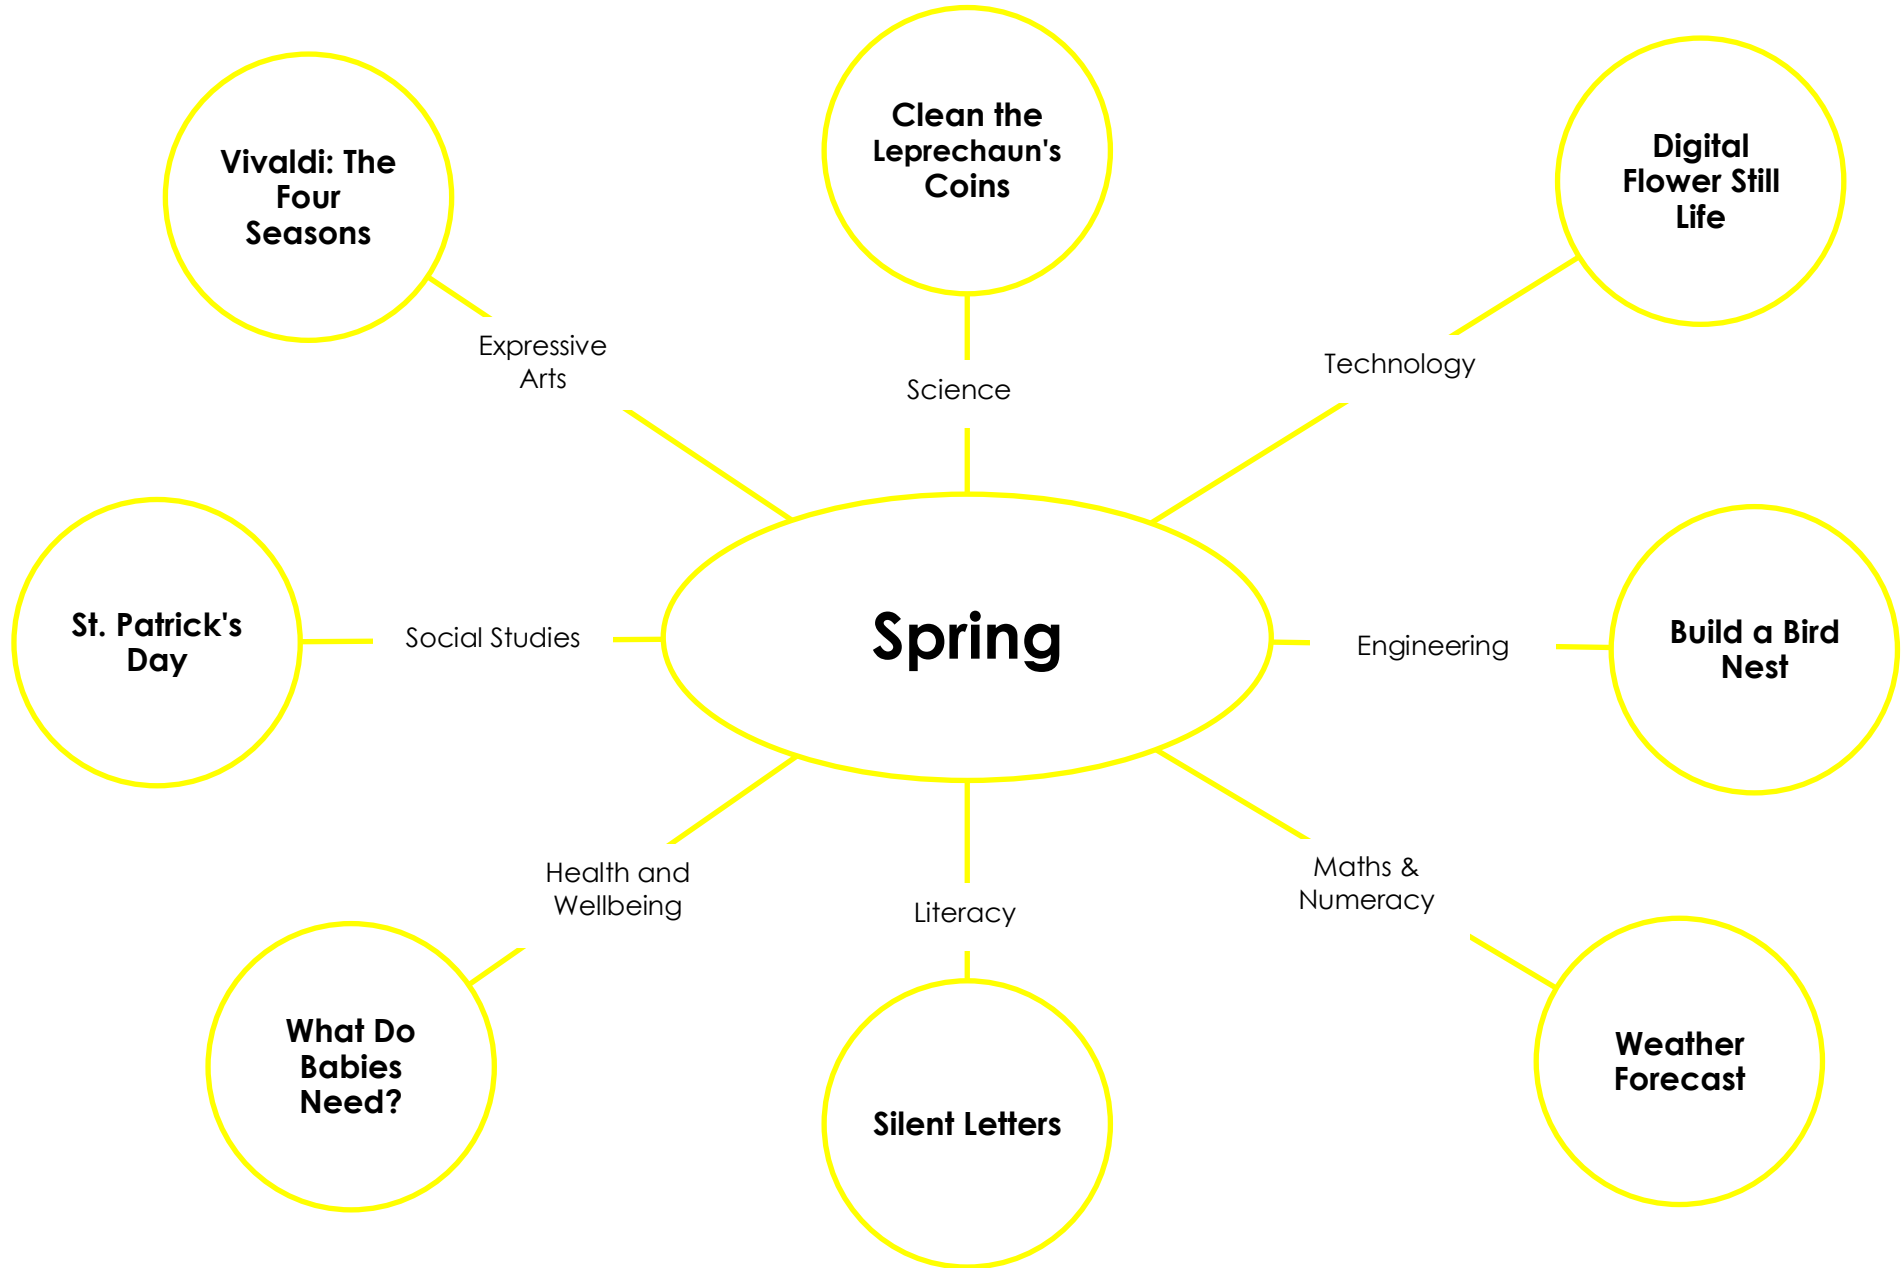 Clean the
Leprechaun's
Coins
Vivaldi: The
Four
Seasons
Digital
Flower Still
Life
Expressive
Arts
Science
Technology
St. Patrick's
Day
Social Studies
Spring
Engineering
Build a Bird
Nest
Health and
Wellbeing
Literacy
Maths &
Numeracy
What Do
Babies
Need?
Silent Letters
Weather
Forecast